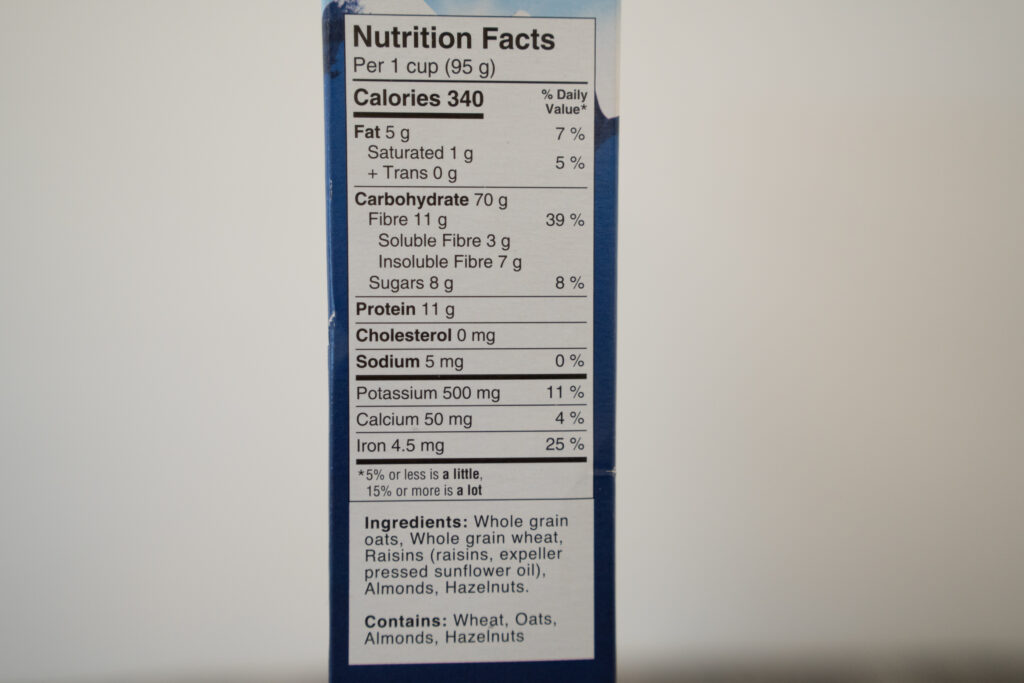 Nutrition Facts
Per 1 cup (95 g)
Calories 340
% Daily
Value*
Fat 5 g 7 %
Saturated 1 g
+ Trans 0 g 5 %
Carbohydrate 70 g
Fibre 11 g 39 %
Soluble Fibre 3 g
Insoluble Fibre 7 g
Sugars 8 g 8 %
Protein 11 g
Cholesterol 0 mg
Sodium 5 mg 0 %
Potassium 500 mg 11 %
Calcium 50 mg 4 %
Iron 4.5 mg 25 %
*5% or less is a little,
15% or more is a lot
Ingredients: Whole grain
oats, Whole grain wheat,
Raisins (raisins, expeller
pressed sunflower oil),
Almonds, Hazelnuts.
Contains: Wheat, Oats,
Almonds, Hazelnuts